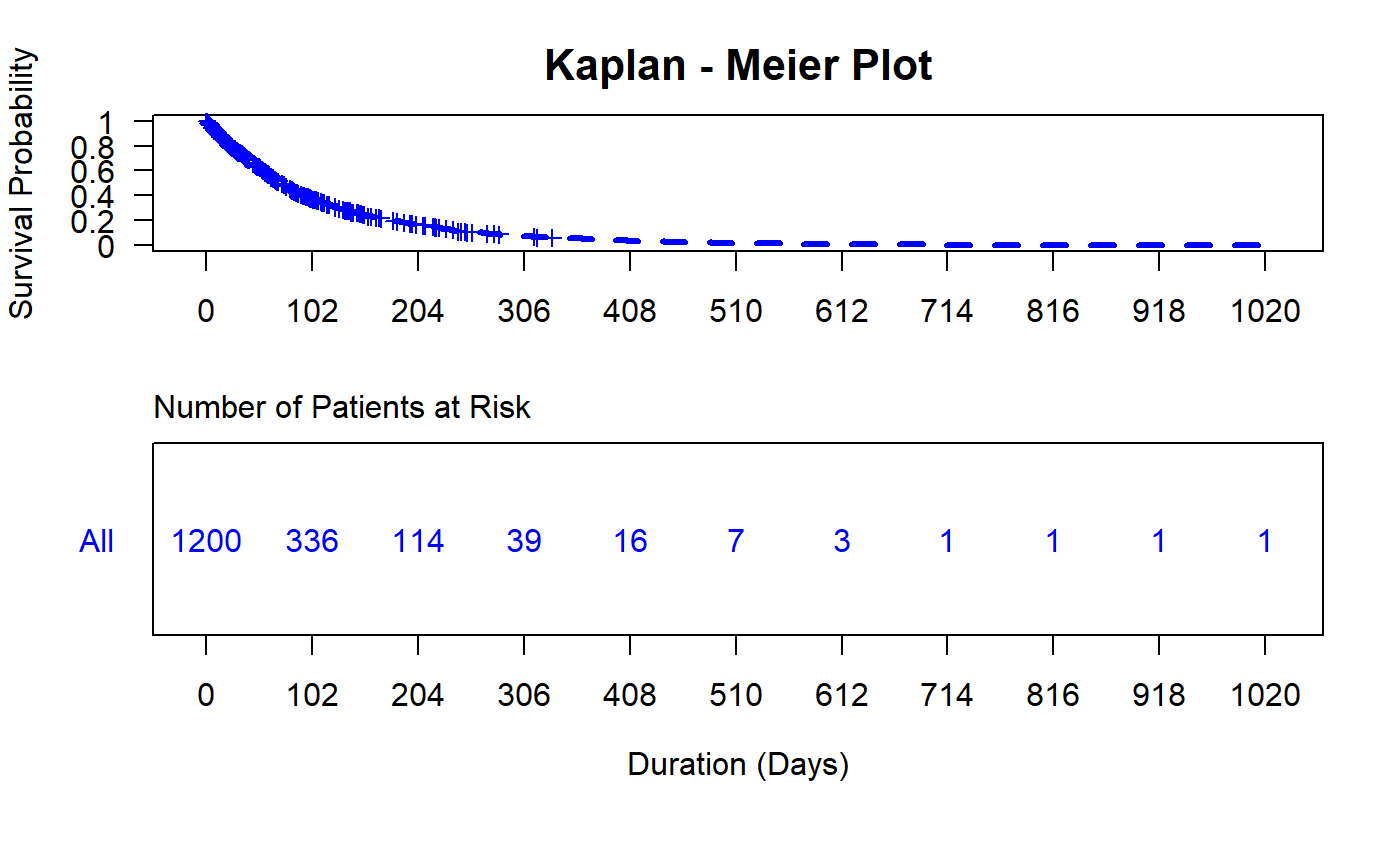 Kaplan - Meier Plot
Survival Probability
1
0.8
0.6
0.4
0.2
0
0 102 204 306 408 510 612 714 816 918 1020
Number of Patients at Risk
All 1200 336 114 39 16 7 3 1 1 1 1
0 102 204 306 408 510 612 714 816 918 1020
Duration (Days)